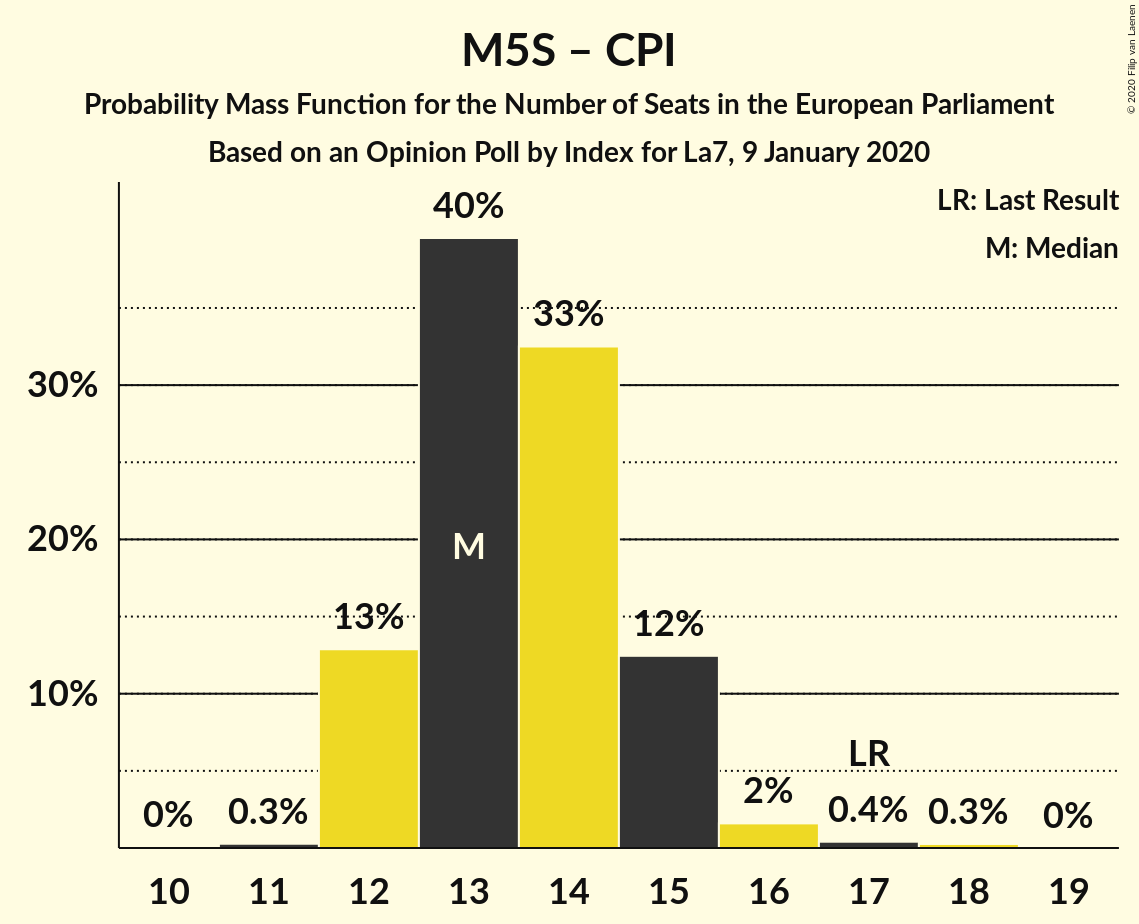 M5S – CPI
Probability Mass Function for the Number of Seats in the European Parliament
Based on an Opinion Poll by Index for La7, 9 January 2020
© 2020 Filip van Laenen
LR: Last Result
M: Median
40%
33%
30%
20%
M
13%
12%
10%
LR
0%
0.3%
2%
0.4%
0.3%
0%
10 11 12 13 14 15 16 17 18 19